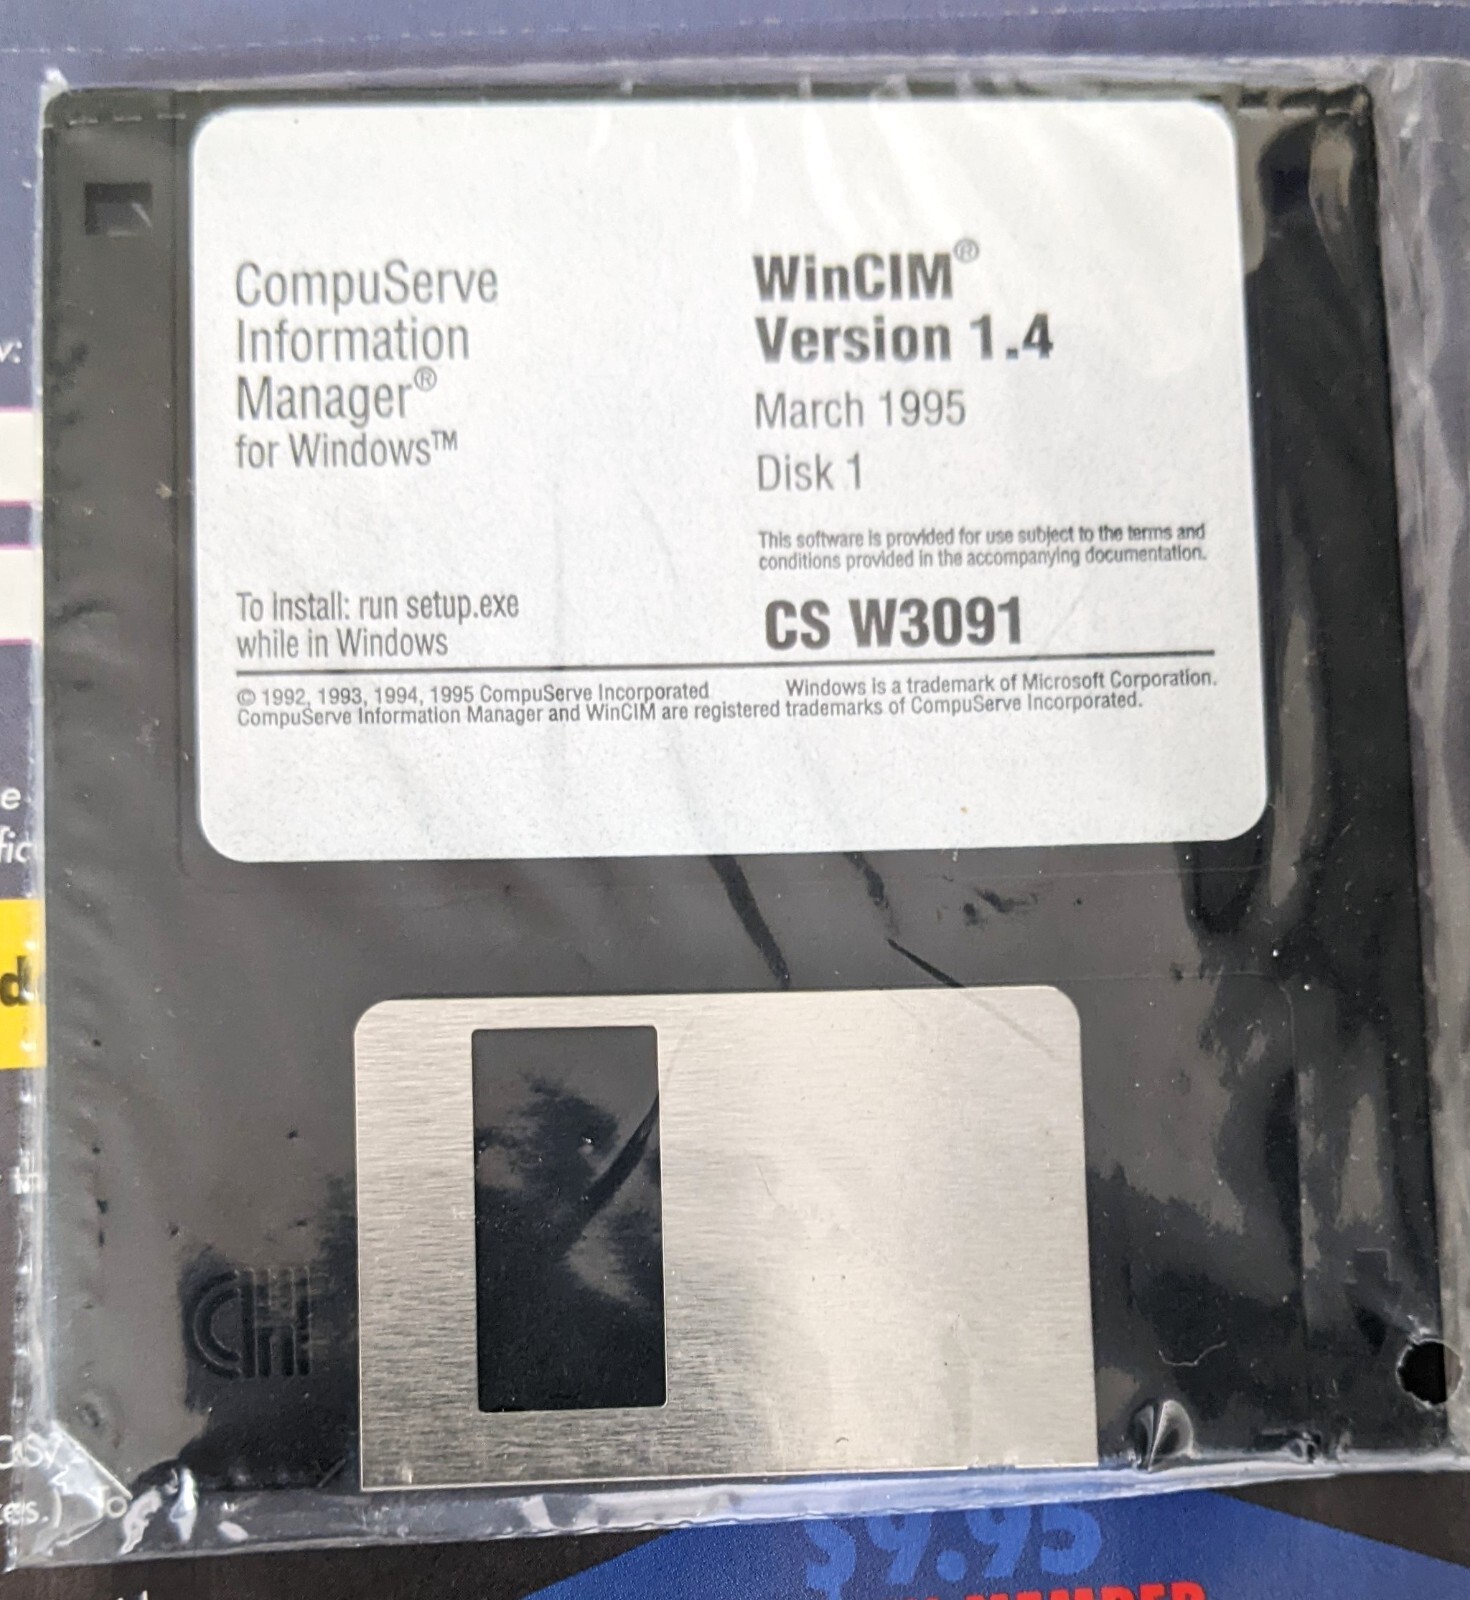 CompuServe
Information
Manager®
for Windows™
To install: run setup.exe
while in Windows
WinCIM®
Version 1.4
March 1995
Disk 1
This software is provided for use subject to the terms and
conditions provided in the accompanying documentation.
CS W3091
© 1992, 1993, 1994, 1995 CompuServe Incorporated Windows is a trademark of Microsoft Corporation.
CompuServe Information Manager and WinCIM are registered trademarks of CompuServe Incorporated.
$9.95